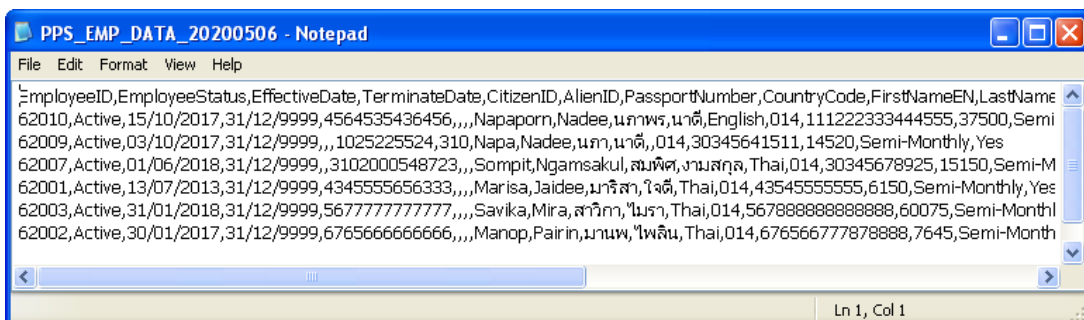 PPS_EMP_DATA_20200506 - Notepad
File Edit Format View Help
EmployeeID,EmployeeStatus,EffectiveDate,TerminateDate,CitizenID,AlienID,PassportNumber,CountryCode,FirstNameEN,LastName
62010,Active,15/10/2017,31/12/9999,4564535436456,,,,Napaporn,Nadee,นภาพร,นาดี,English,014,111222333444555,37500,Semi
62009,Active,03/10/2017,31/12/9999,,,1025225524,310,Napa,Nadee,นภา,นาดี,,014,30345641511,14520,Semi-Monthly,Yes
62007,Active,01/06/2018,31/12/9999,,3102000548723,,,Sompit,Ngamsakul,สมพิศ,งามสกุล,Thai,014,30345678925,15150,Semi-M
62001,Active,13/07/2013,31/12/9999,4345555656333,,,,Marisa,Jaidee,มาริสา,ใจดี,Thai,014,43545555555,6150,Semi-Monthly,Yes
62003,Active,31/01/2018,31/12/9999,5677777777777,,,,Savika,Mira,สาวิกา,ไมรา,Thai,014,567888888888888,60075,Semi-Monthl
62002,Active,30/01/2017,31/12/9999,6765666666666,,,,Manop,Pairin,มานพ,ไพลิน,Thai,014,676566777878888,7645,Semi-Month
Ln 1, Col 1